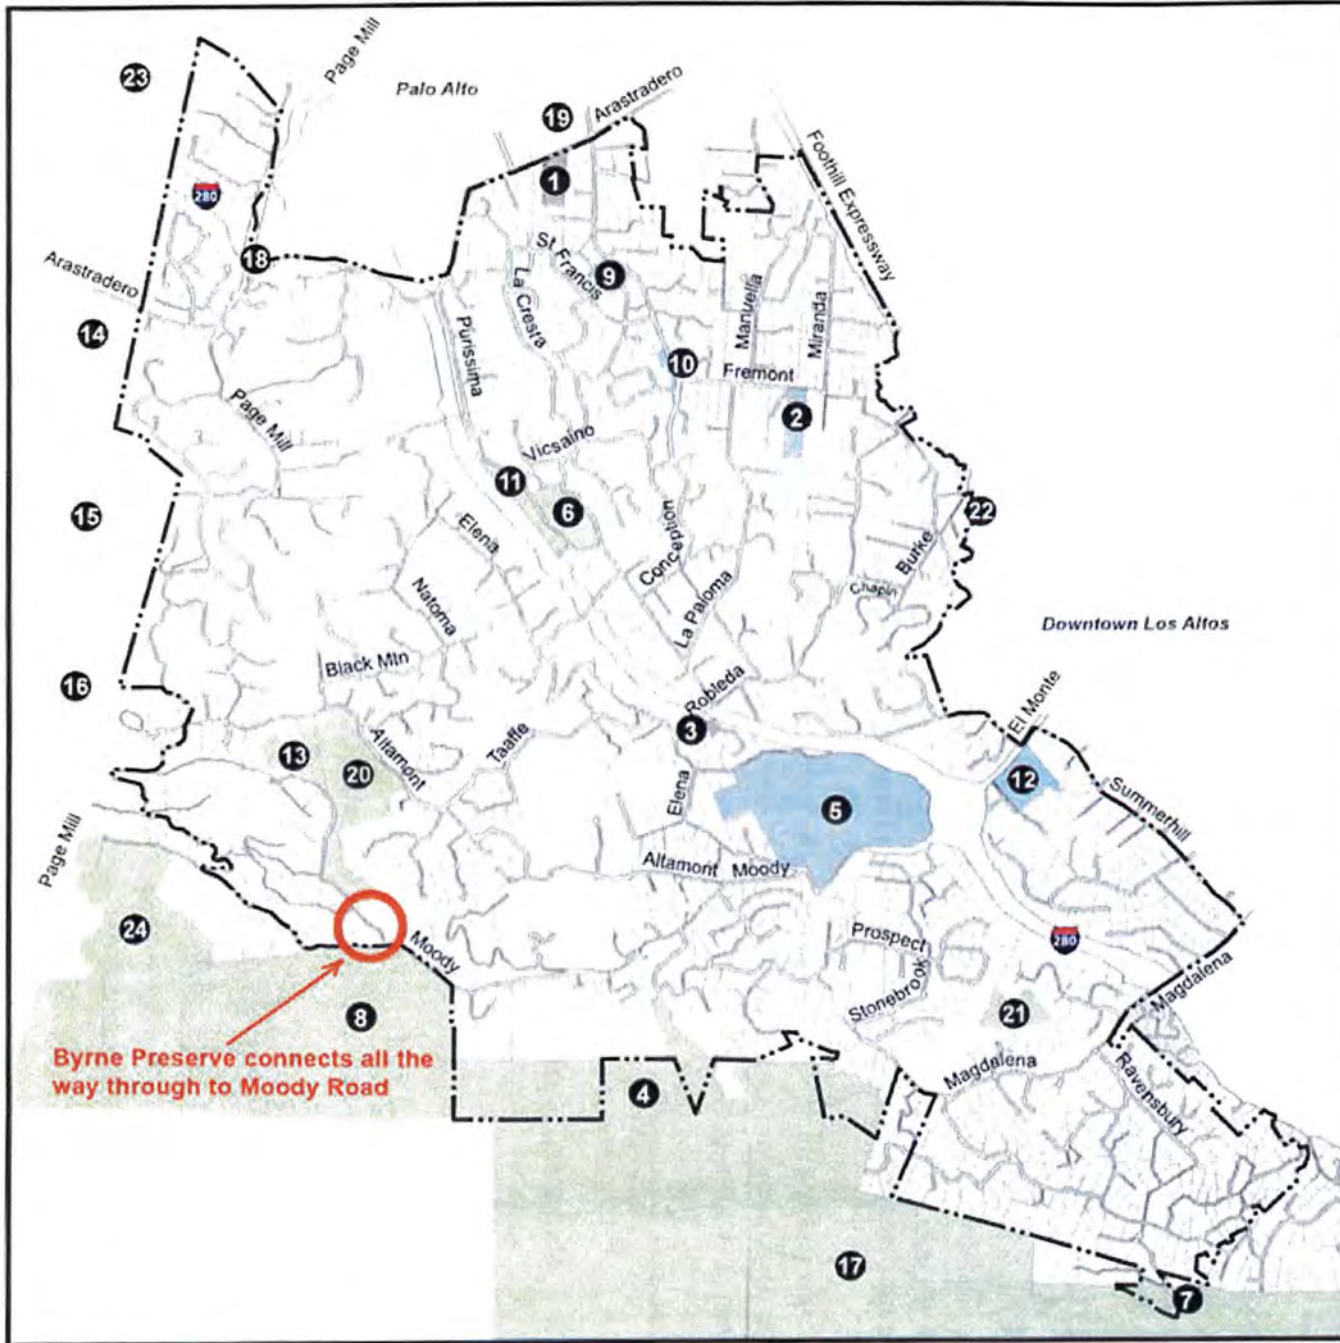 Page Mill
23
Palo Alto
Arastradero
19
Foothill Expressway
1
280
St Francis
18
9
La Cresta
Arastradero
Manuella
Miranda
14
Purissima
10
Fremont
Page Mill
2
Vicsaino
11
6
15
22
Elena
Conception
Burke
Natoma
Chapin
La Paloma
Downtown Los Altos
Black Mtn
16
Robleda
El Monte
3
Altamont
Taaffe
13
20
12
Elena
5
Summerhill
Page Mill
Altamont
Moody
24
Prospect
280
Moody
Stonebrook
Magdalena
8
21
Byrne Preserve connects all the
way through to Moody Road
Magdalena
4
Ravensbury
17
7